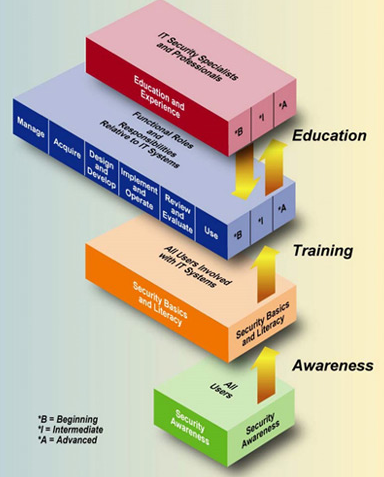 IT Security Specialists
and Professionals
Education and
Experience
*B
*I
*A
Education
Functional Roles
and
Responsibilities
Relative to IT Systems
Manage
Acquire
Design
and
Develop
Implement
and
Operate
Review
and
Evaluate
Use
*B
*I
*A
Training
All Users Involved
with IT Systems
Security Basics
and Literacy
Security Basics
and Literacy
Awareness
All
Users
Security
Awareness
Security
Awareness
*B = Beginning
*I = Intermediate
*A = Advanced